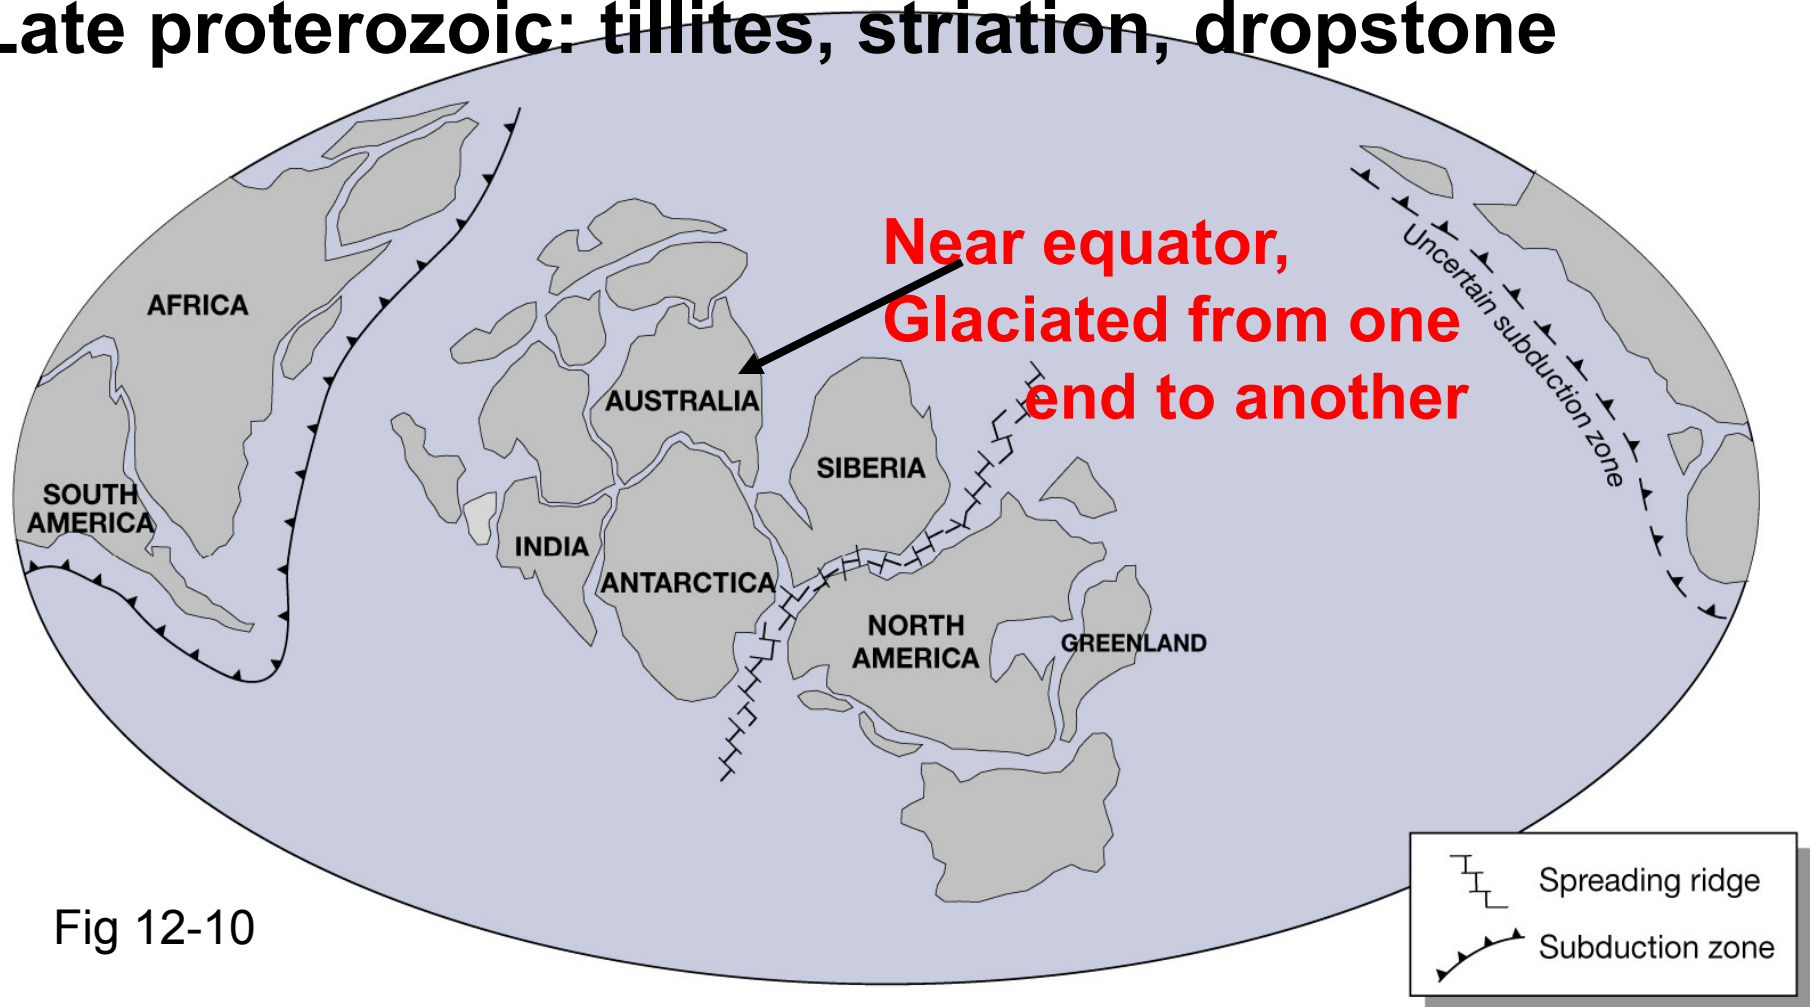 Late proterozoic: tillites, striation, dropstone
Near equator,
Glaciated from one
end to another
Uncertain subduction zone
AFRICA
AUSTRALIA
SIBERIA
SOUTH
AMERICA
INDIA
ANTARCTICA
NORTH
AMERICA
GREENLAND
Fig 12-10
Spreading ridge
Subduction zone